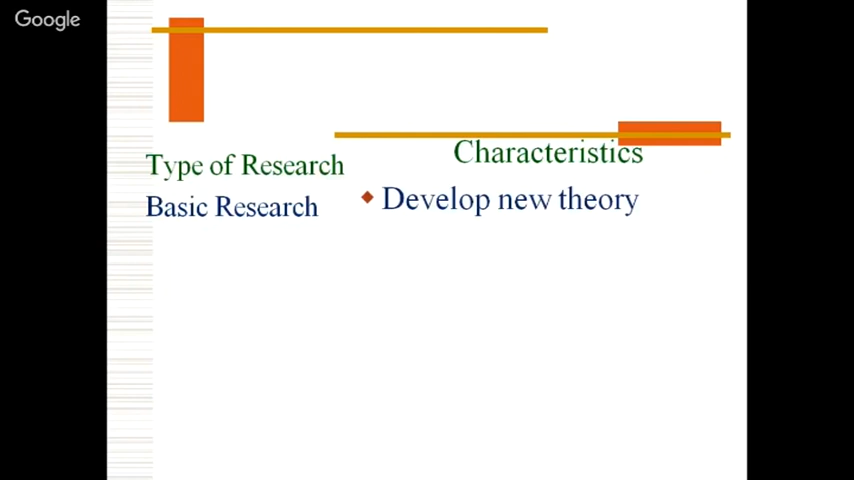 Google
Type of Research
Characteristics
Basic Research
Develop new theory